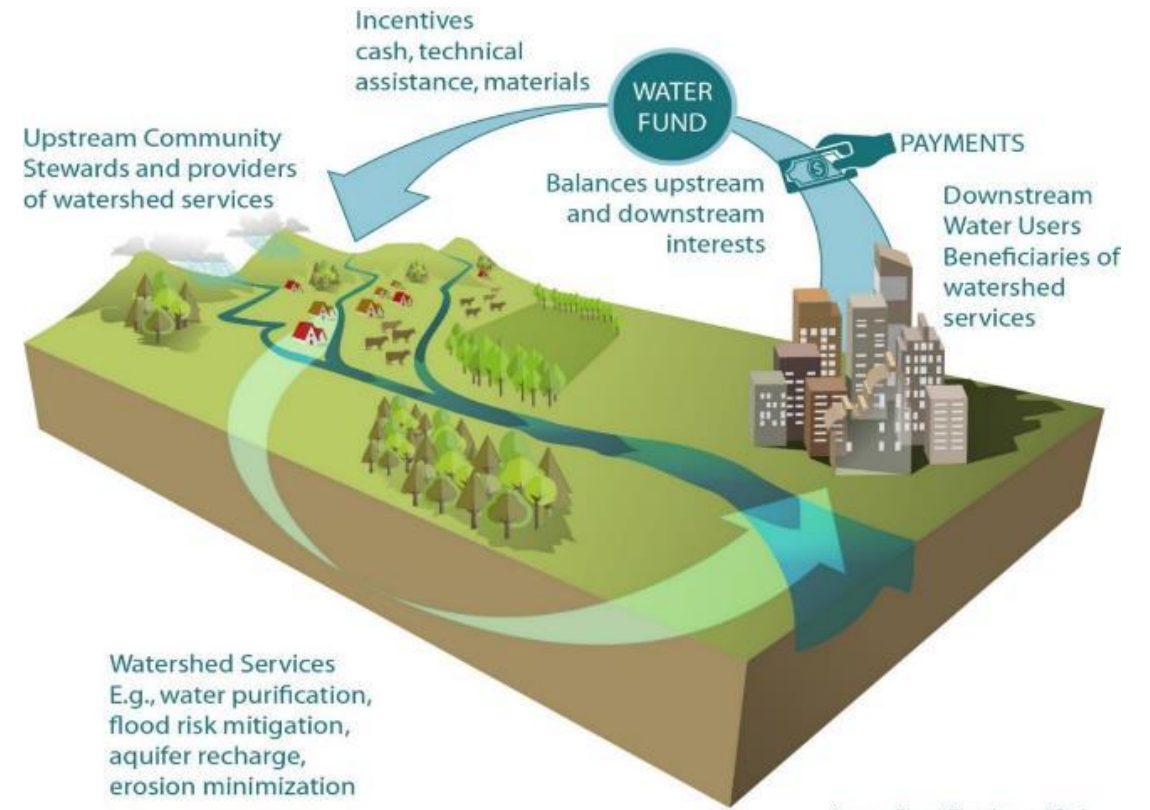 Incentives
cash, technical
assistance, materials
WATER
FUND
Upstream Community
Stewards and providers
of watershed services
PAYMENTS
Balances upstream
and downstream
interests
Downstream
Water Users
Beneficiaries of
watershed
services
$
Watershed Services
E.g., water purification,
flood risk mitigation,
aquifer recharge,
erosion minimization